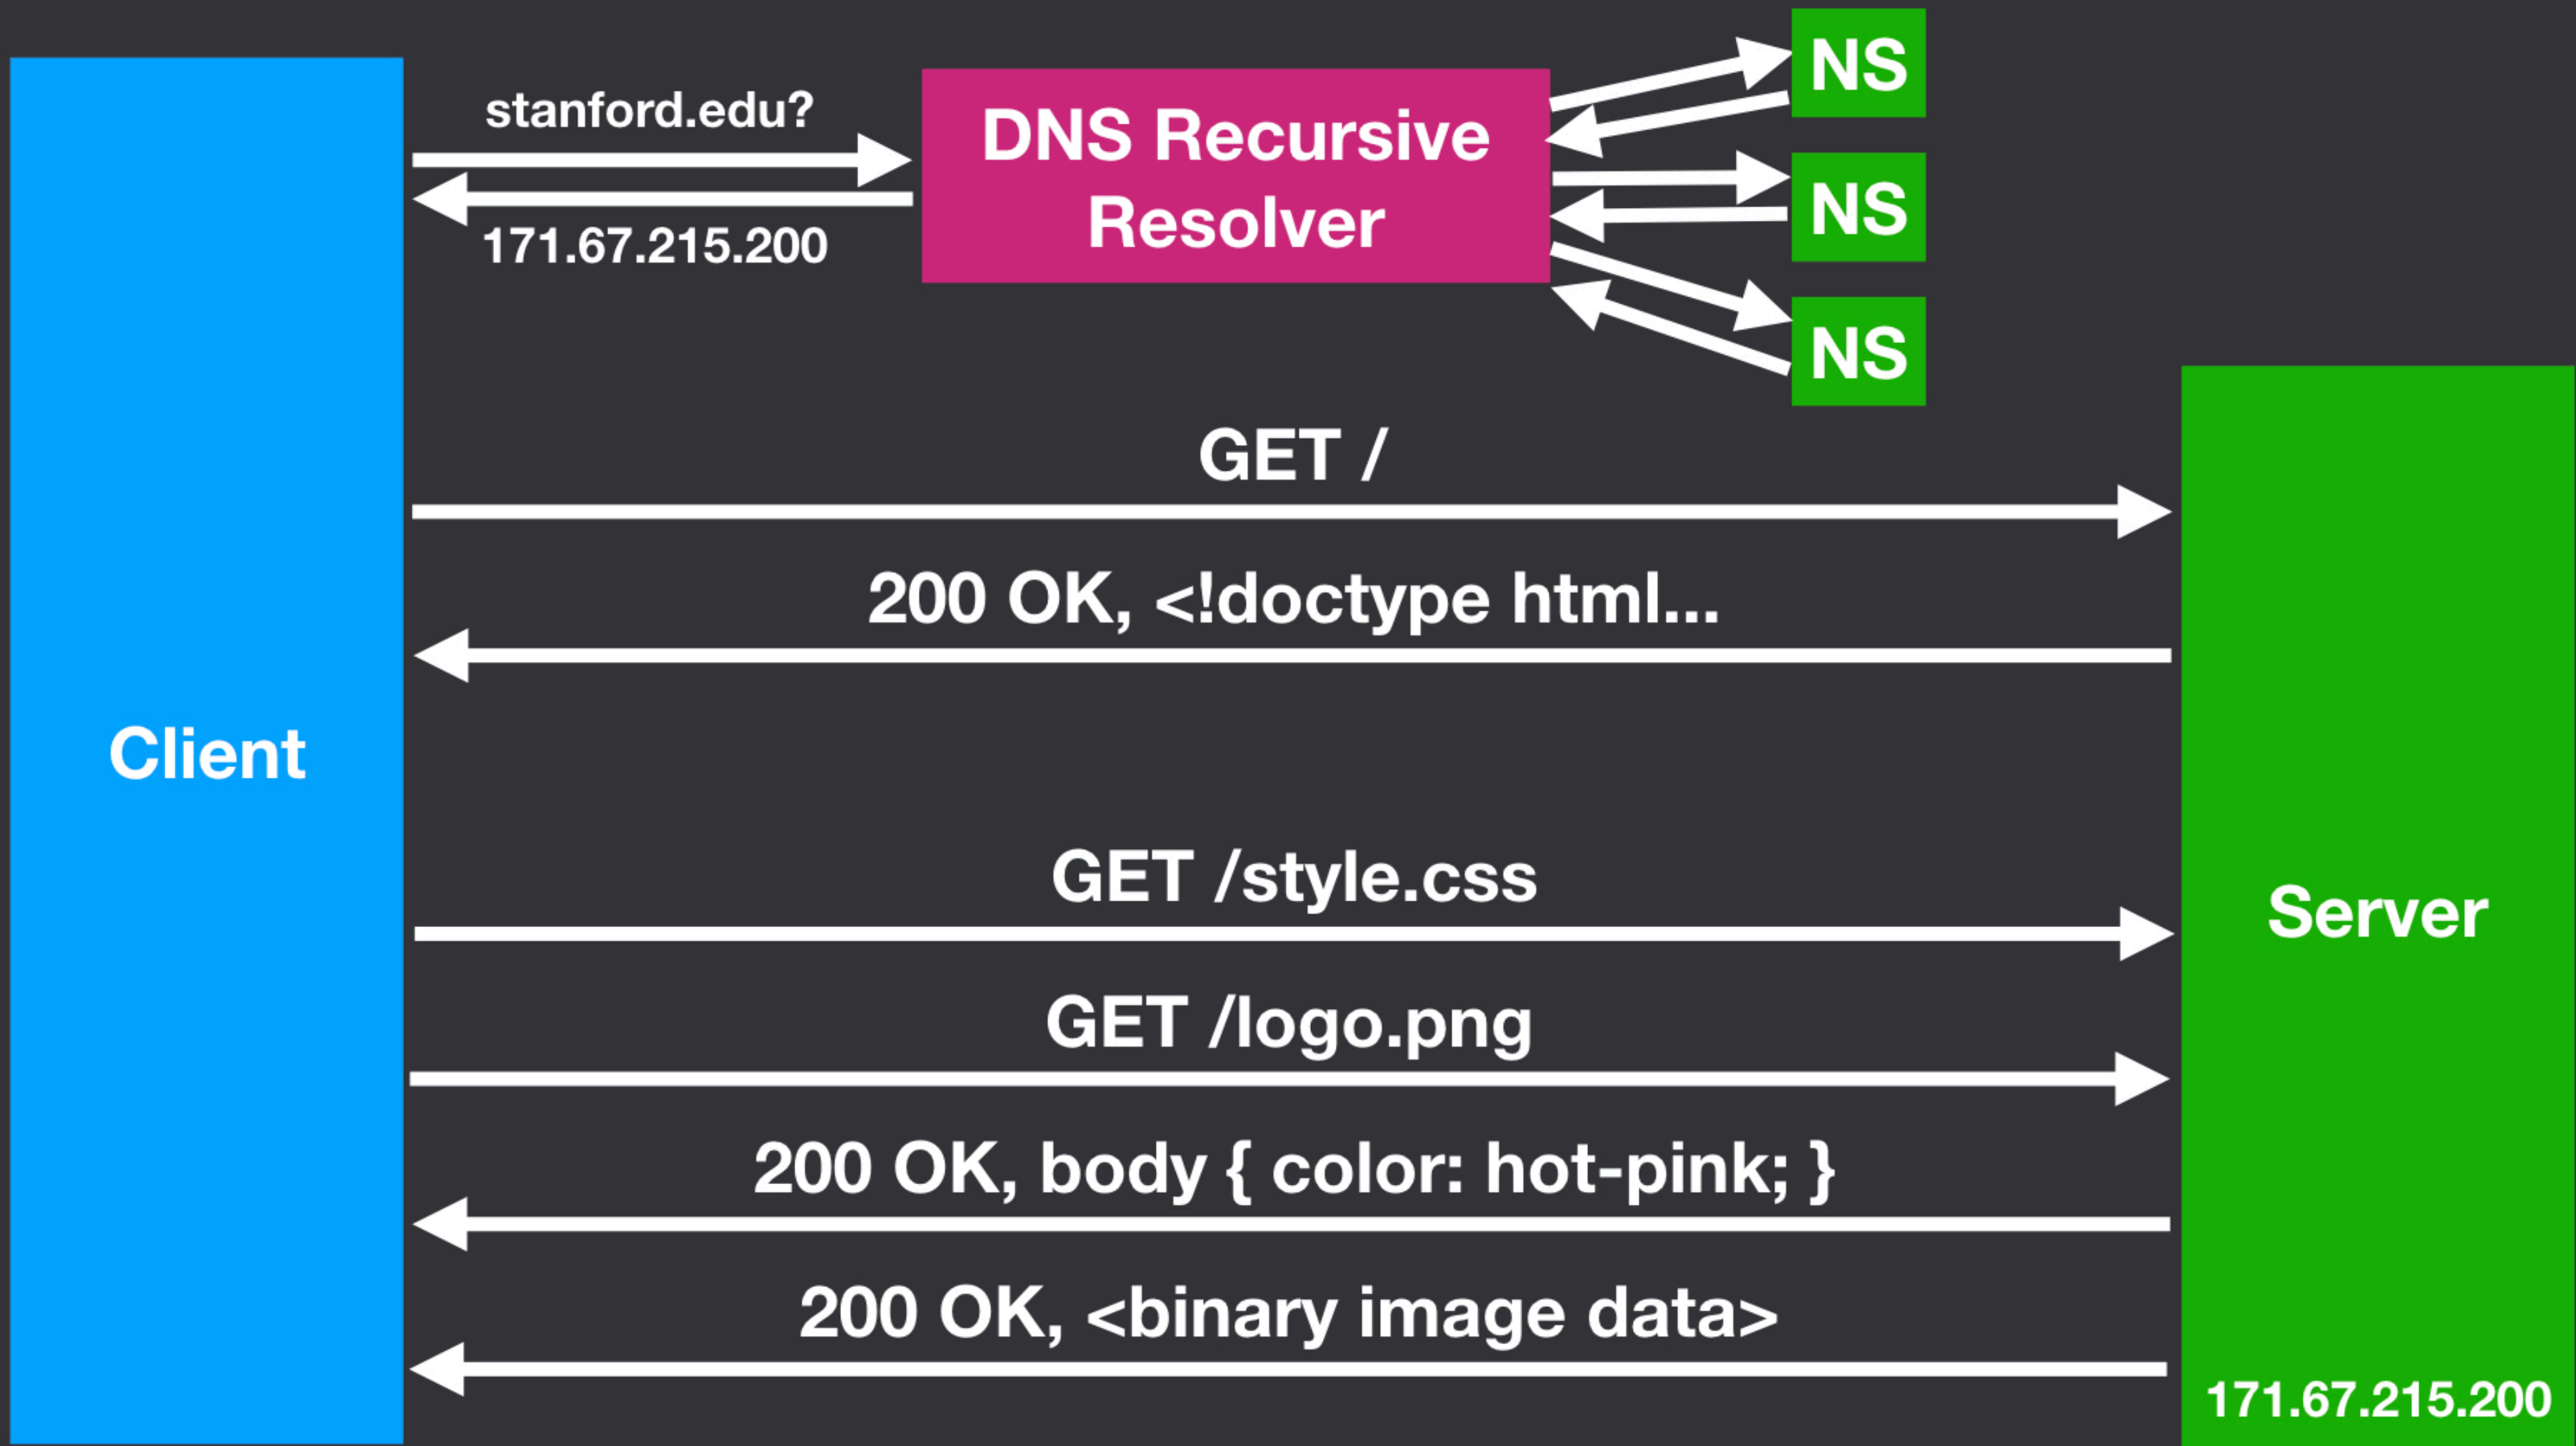 stanford.edu?
171.67.215.200
DNS Recursive
Resolver
NS
NS
NS
GET /
200 OK, <!doctype html...
Client
GET /style.css
Server
GET /logo.png
200 OK, body { color: hot-pink; }
200 OK, <binary image data>
171.67.215.200